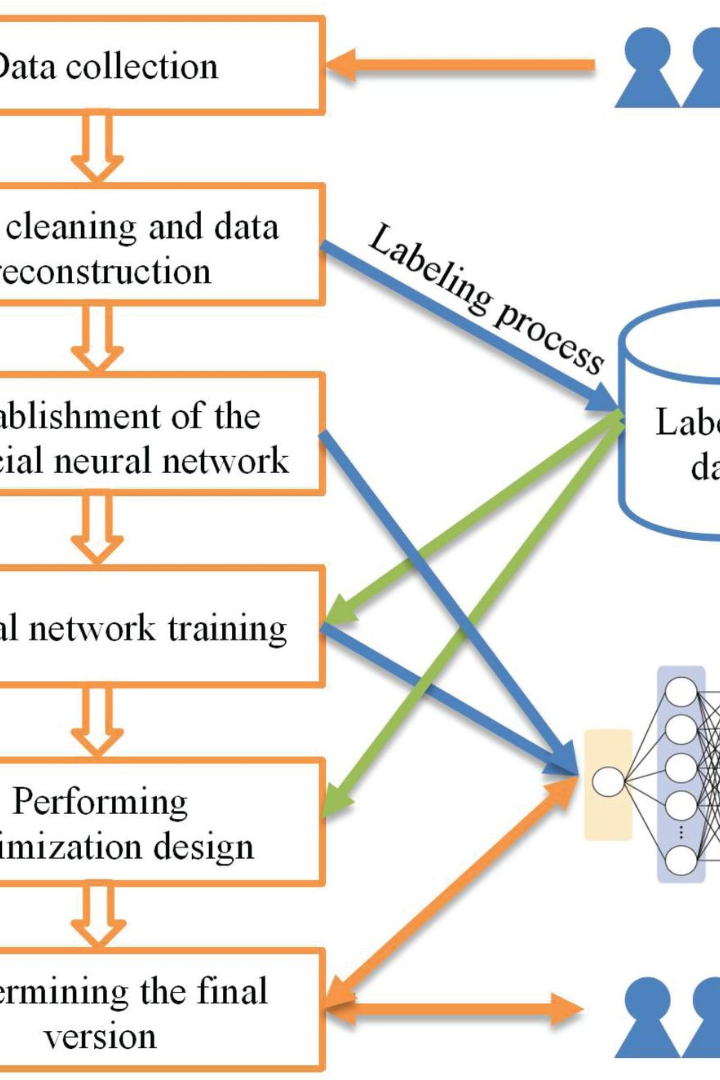 Data collection
cleaning and data
reconstruction
Labeling process
ablishment of the
cial neural network
Labe
da
al network training
Performing
imization design
ermining the final
version